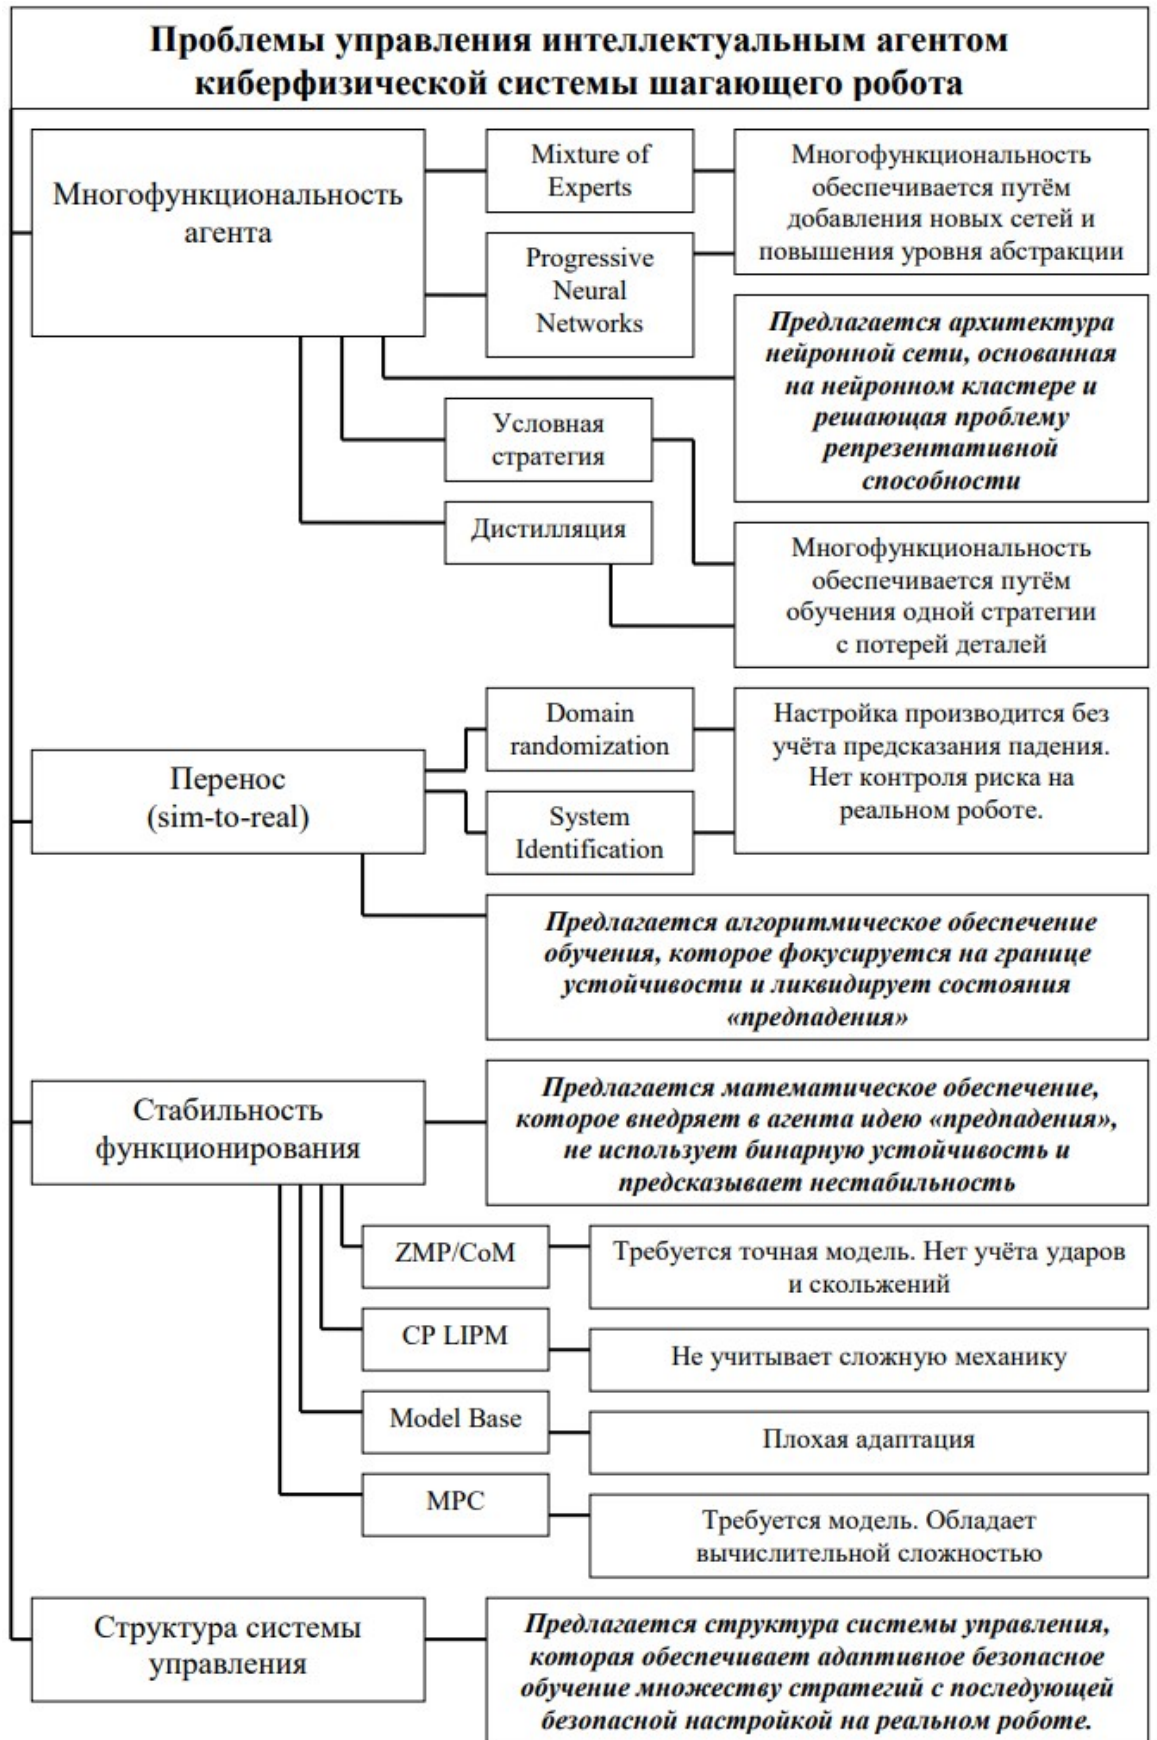 Проблемы управления интеллектуальным агентом
киберфизической системы шагающего робота
Многофункциональность
агента
Mixture of
Experts
Многофункциональность
обеспечивается путём
добавления новых сетей и
повышения уровня абстракции
Progressive
Neural
Networks
Предлагается архитектура
нейронной сети, основанная
на нейронном кластере и
решающая проблему
репрезентативной
способности
Условная
стратегия
Дистилляция
Многофункциональность
обеспечивается путём
обучения одной стратегии
с потерей деталей
Перенос
(sim-to-real)
Domain
randomization
System
Identification
Настройка производится без
учёта предсказания падения.
Нет контроля риска на
реальном роботе.
Предлагается алгоритмическое обеспечение
обучения, которое фокусируется на границе
устойчивости и ликвидирует состояния
«предпадения»
Стабильность
функционирования
Предлагается математическое обеспечение,
которое внедряет в агента идею «предпадения»,
не использует бинарную устойчивость и
предсказывает нестабильность
ZMP/CoM
Требуется точная модель. Нет учёта ударов
и скольжений
CP LIPM
Не учитывает сложную механику
Model Base
Плохая адаптация
MPC
Требуется модель. Обладает
вычислительной сложностью
Структура системы
управления
Предлагается структура системы управления,
которая обеспечивает адаптивное безопасное
обучение множеству стратегий с последующей
безопасной настройкой на реальном роботе.